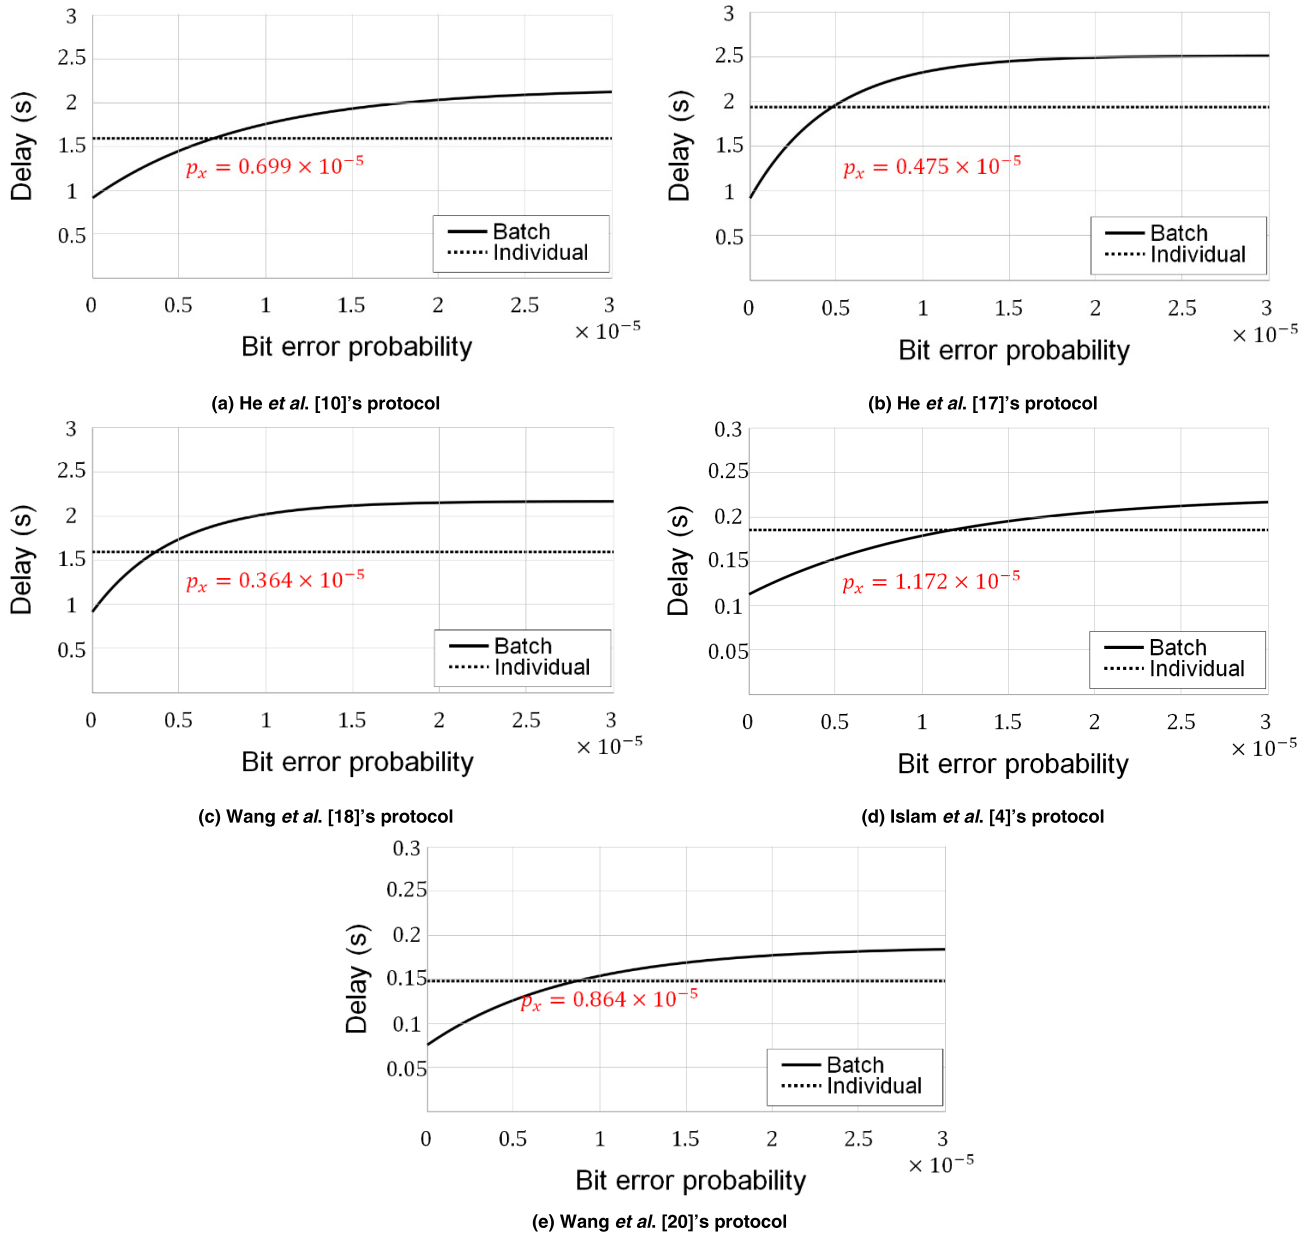 3
2.5
2
1.5
1
0.5
Delay (s)
p_x = 0.699 × 10⁻⁵
Batch
Individual
0 0.5 1 1.5 2 2.5 3
× 10⁻⁵
Bit error probability
(a) He et al. [10]'s protocol
3
2.5
2
1.5
1
0.5
Delay (s)
p_x = 0.475 × 10⁻⁵
Batch
Individual
0 0.5 1 1.5 2 2.5 3
× 10⁻⁵
Bit error probability
(b) He et al. [17]'s protocol
3
2.5
2
1.5
1
0.5
Delay (s)
p_x = 0.364 × 10⁻⁵
Batch
Individual
0 0.5 1 1.5 2 2.5 3
× 10⁻⁵
Bit error probability
(c) Wang et al. [18]'s protocol
0.3
0.25
0.2
0.15
0.1
0.05
Delay (s)
p_x = 1.172 × 10⁻⁵
Batch
Individual
0 0.5 1 1.5 2 2.5 3
× 10⁻⁵
Bit error probability
(d) Islam et al. [4]'s protocol
0.3
0.25
0.2
0.15
0.1
0.05
Delay (s)
p_x = 0.864 × 10⁻⁵
Batch
Individual
0 0.5 1 1.5 2 2.5 3
× 10⁻⁵
Bit error probability
(e) Wang et al. [20]'s protocol